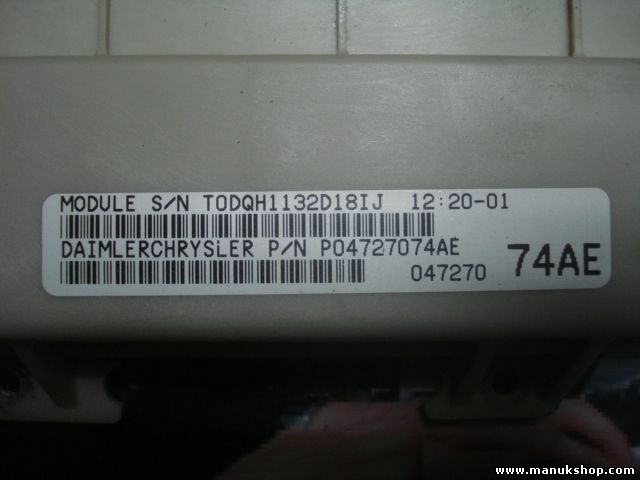 MODULE S/N TODQH1132D18IJ 12:20-01
DAIMLERCHRYSLER P/N P04727074AE
047270 74AE
www.manukshop.com